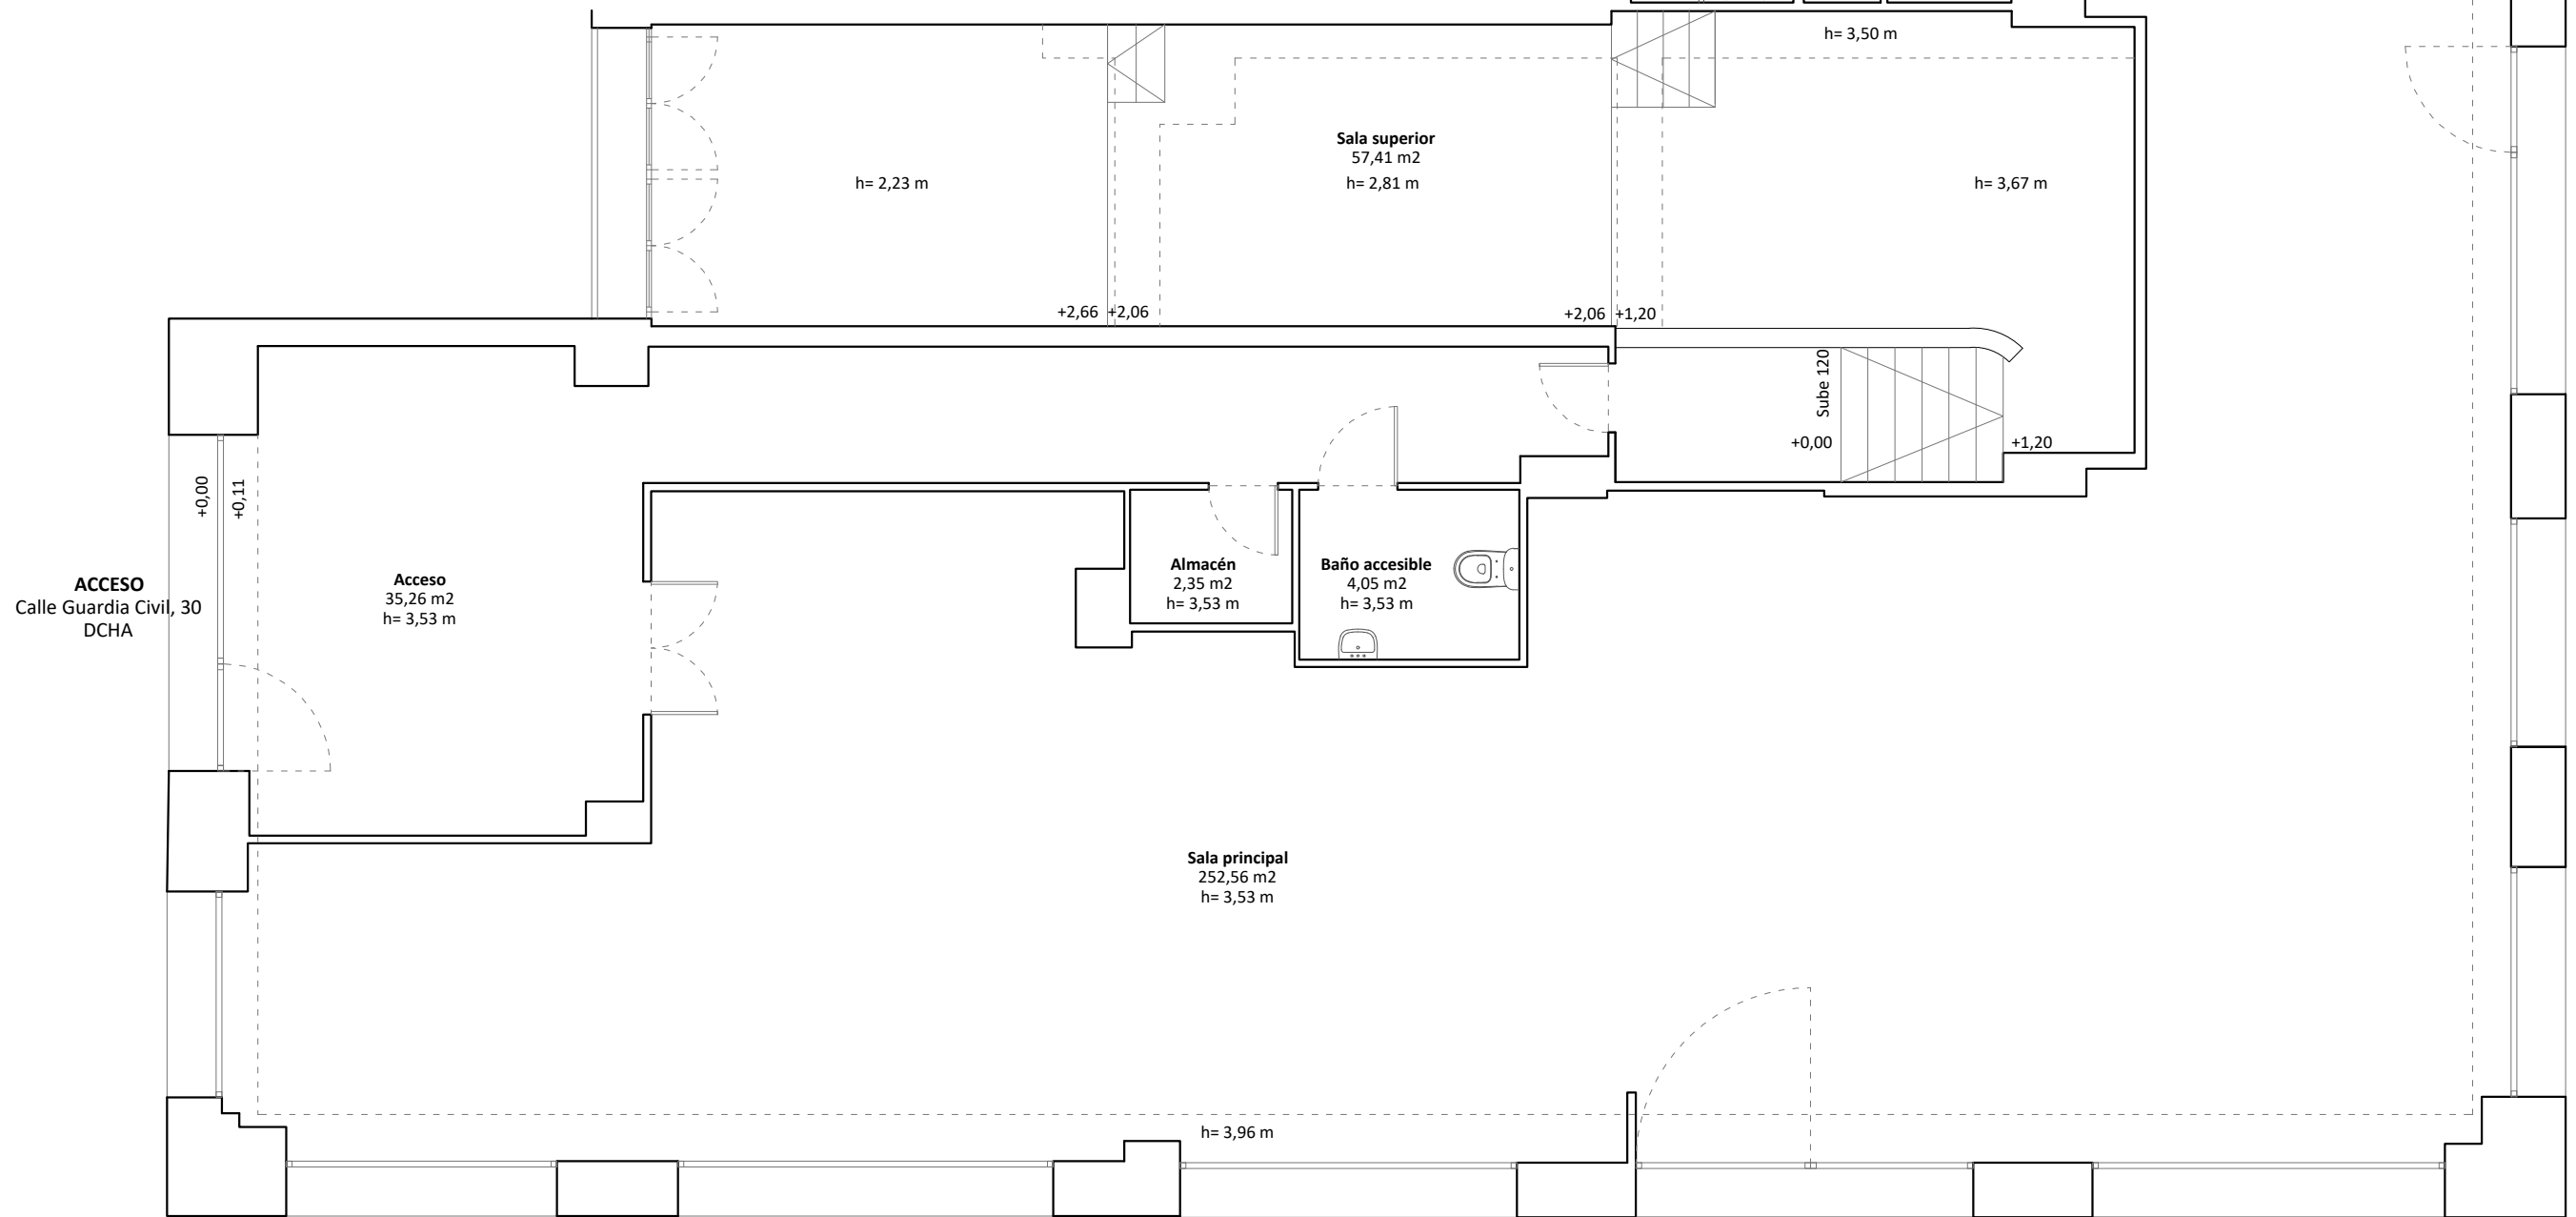 h= 3,50 m
Sala superior
57,41 m2
h= 2,81 m
h= 2,23 m
h= 3,67 m
+2,66
+2,06
+2,06
+1,20
Sube 120
+0,00
+1,20
+0,00
+0,11
ACCESO
Calle Guardia Civil, 30
DCHA
Acceso
35,26 m2
h= 3,53 m
Almacén
2,35 m2
h= 3,53 m
Baño accesible
4,05 m2
h= 3,53 m
Sala principal
252,56 m2
h= 3,53 m
h= 3,96 m